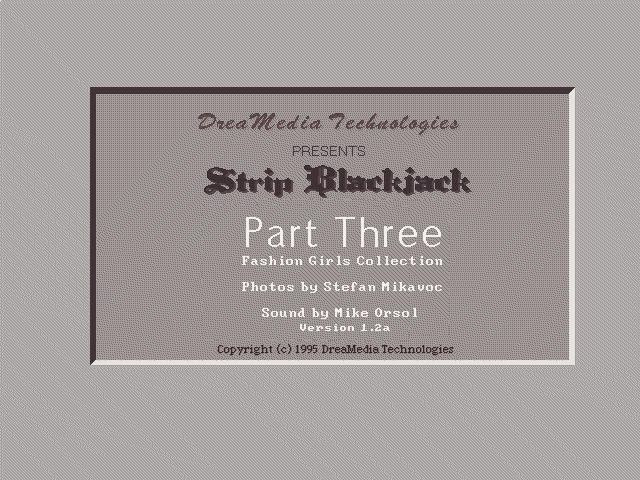 DreaMedia Technologies
PRESENTS
Strip Blackjack
Part Three
Fashion Girls Collection
Photos by Stefan Mikavoc
Sound by Mike Orsol
Version 1.2a
Copyright (c) 1995 DreaMedia Technologies